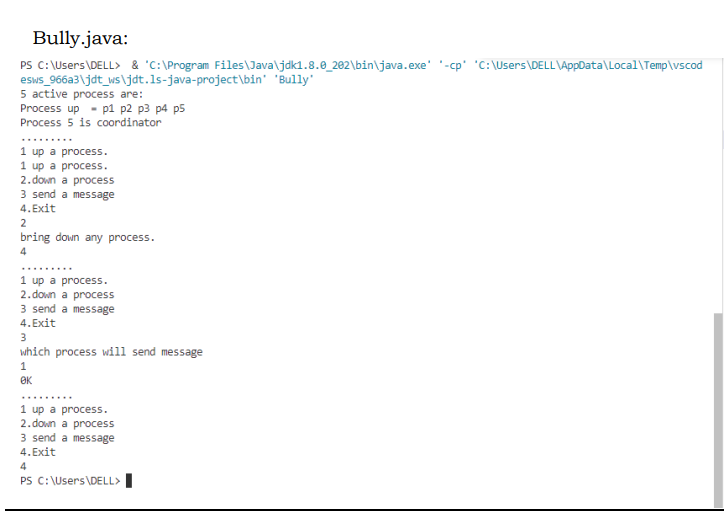 Bully.java:
PS C:\Users\DELL>  & 'C:\Program Files\Java\jdk1.8.0_202\bin\java.exe' '-cp' 'C:\Users\DELL\AppData\Local\Temp\vscod
esws_966a3\jdt_ws\jdt.ls-java-project\bin' 'Bully'
5 active process are:
Process up  = p1 p2 p3 p4 p5
Process 5 is coordinator
.........
1 up a process.
1 up a process.
2.down a process
3 send a message
4.Exit
2
bring down any process.
4
.........
1 up a process.
2.down a process
3 send a message
4.Exit
3
which process will send message
1
0K
.........
1 up a process.
2.down a process
3 send a message
4.Exit
4
PS C:\Users\DELL>